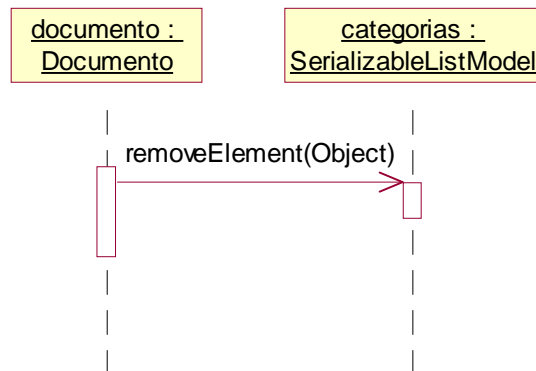 documento :
Documento
categorias :
SerializableListModel
removeElement(Object)